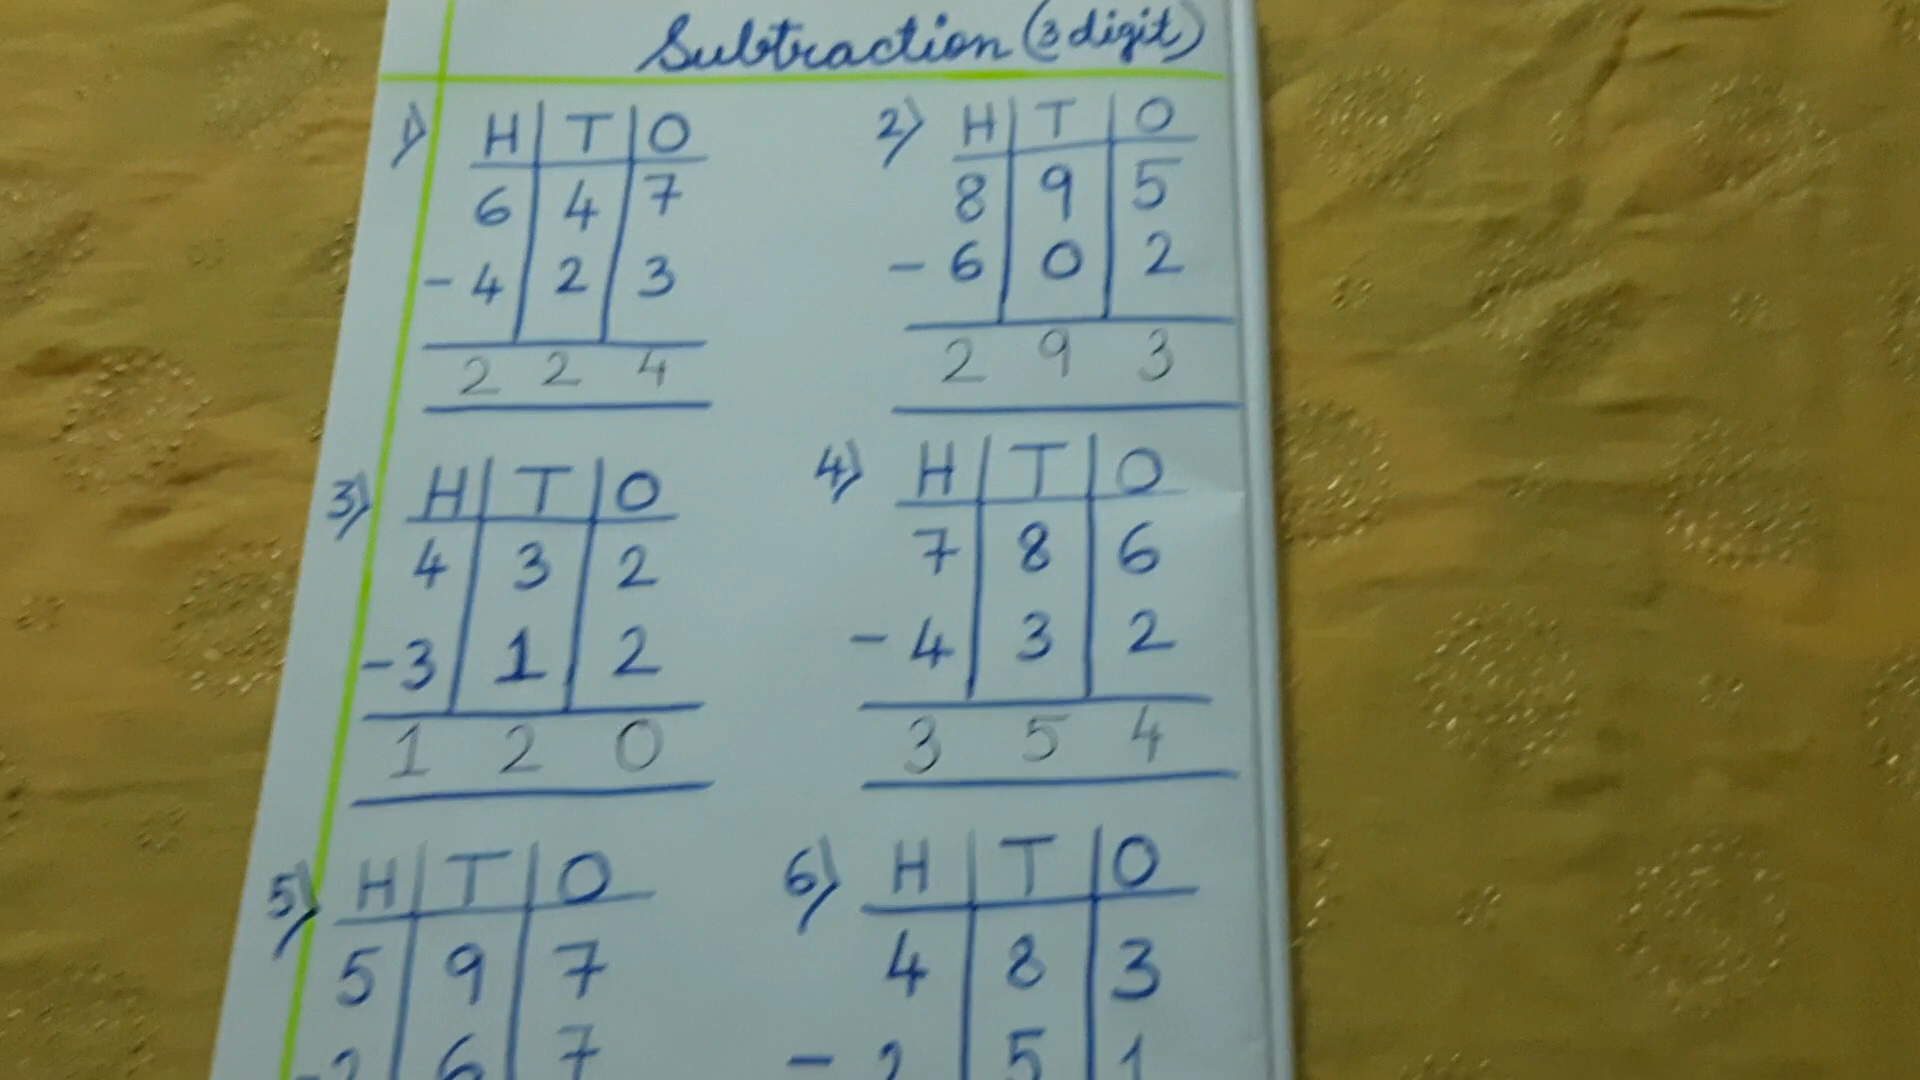 Subtraction (3 digit)
1) H T O
6 4 7
- 4 2 3
2 2 4
2) H T O
8 9 5
- 6 0 2
2 9 3
3) H T O
4 3 2
- 3 1 2
1 2 0
4) H T O
7 8 6
- 4 3 2
3 5 4
5) H T O
5 9 7
- 2 6 7
6) H T O
4 8 3
- 2 5 1